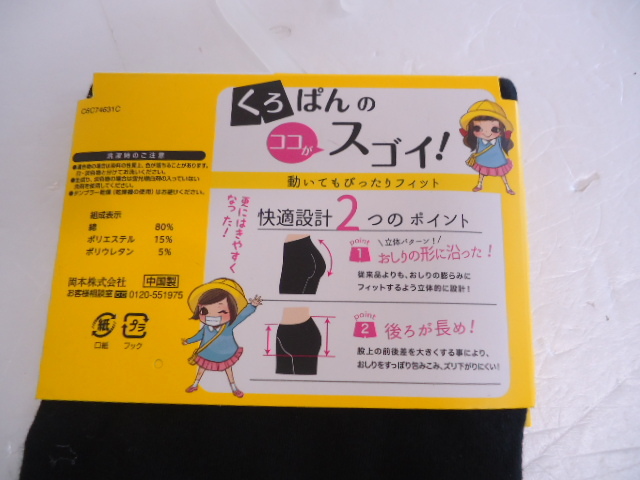 C6C74631C
くろぱんの
ココがスゴイ!
洗濯時のご注意
組成表示
綿 80%
ポリエステル 15%
ポリウレタン 5%
岡本株式会社 中国製
お客様相談室 0120-551975
紙 プラ
口紙 フック
動いてもぴったりフィット
更にはきやすく
なった!
快適設計2つのポイント
point 1
\立体パターン!/
おしりの形に沿った!
従来品よりも、おしりの膨らみに
フィットするよう立体的に設計!
point 2
後ろが長め!
股上の前後差を大きくする事により、
おしりをすっぽり包みこみ、ズリ下がりにくい!